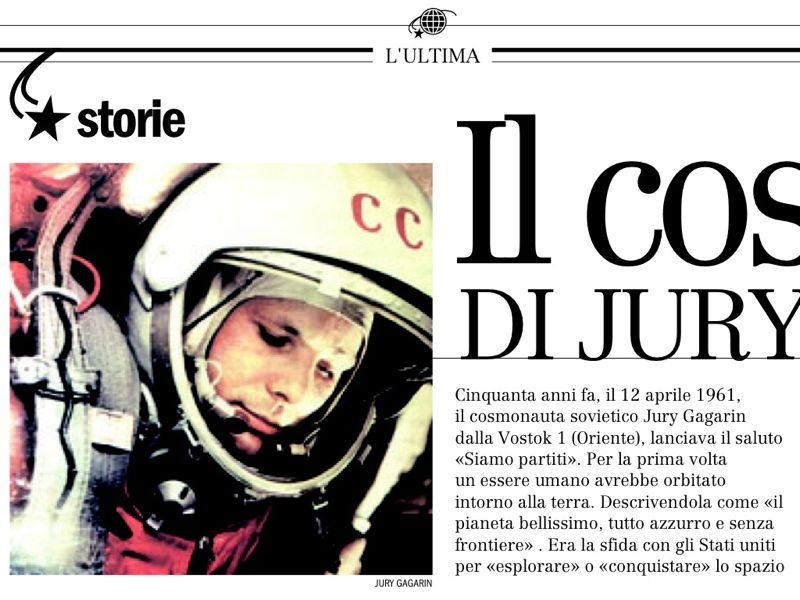 L'ULTIMA
storie
CC
Il cos
DI JURY
Cinquanta anni fa, il 12 aprile 1961,
il cosmonauta sovietico Jury Gagarin
dalla Vostok 1 (Oriente), lanciava il saluto
«Siamo partiti». Per la prima volta
un essere umano avrebbe orbitato
intorno alla terra. Descrivendola come «il
pianeta bellissimo, tutto azzurro e senza
frontiere» . Era la sfida con gli Stati uniti
per «esplorare» o «conquistare» lo spazio
JURY GAGARIN